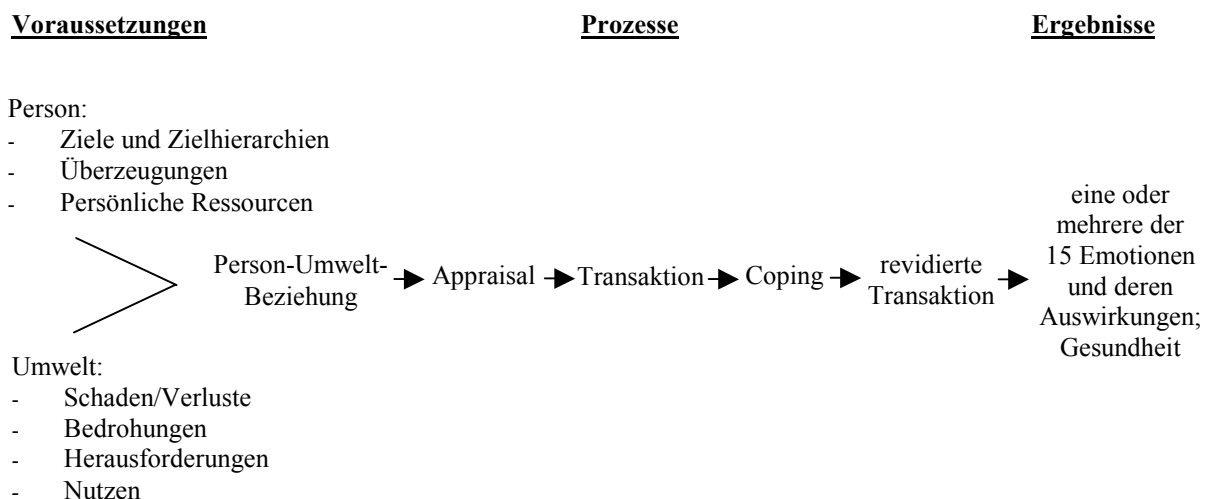 Voraussetzungen Prozesse Ergebnisse
Person:
- Ziele und Zielhierarchien
- Überzeugungen
- Persönliche Ressourcen
Person-Umwelt-
Beziehung
Appraisal
Transaktion
Coping
revidierte
Transaktion
eine oder
mehrere der
15 Emotionen
und deren
Auswirkungen;
Gesundheit
Umwelt:
- Schaden/Verluste
- Bedrohungen
- Herausforderungen
- Nutzen